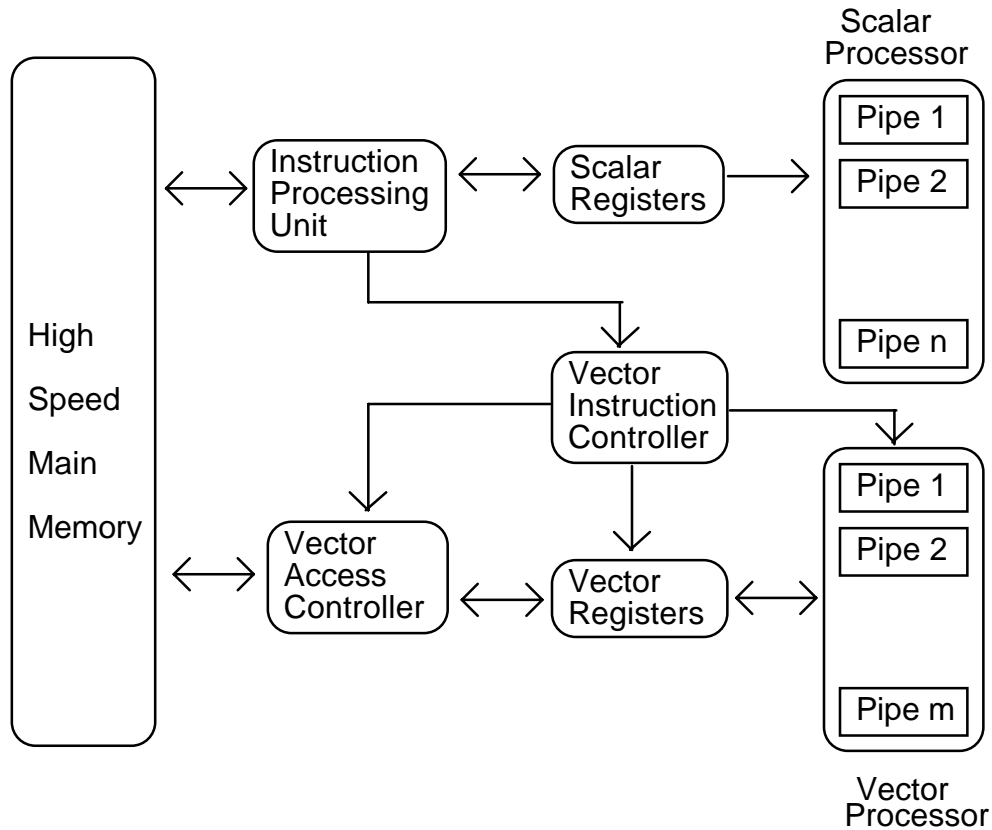 Scalar
Processor
Pipe 1
Pipe 2
Pipe n
Instruction
Processing
Unit
Scalar
Registers
High
Speed
Main
Memory
Vector
Instruction
Controller
Vector
Access
Controller
Vector
Registers
Pipe 1
Pipe 2
Pipe m
Vector
Processor